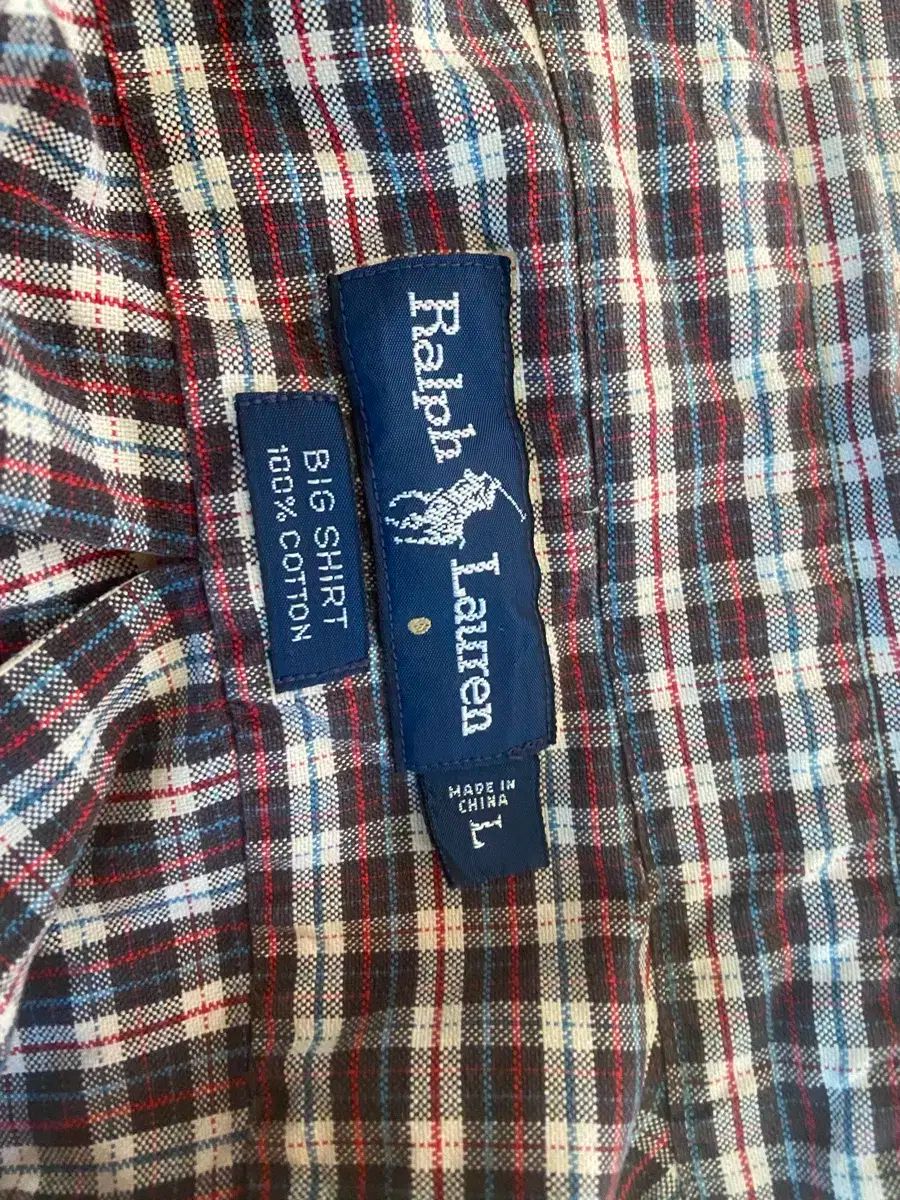 Ralph Lauren
MADE IN
CHINA
L
BIG SHIRT
100% COTTON